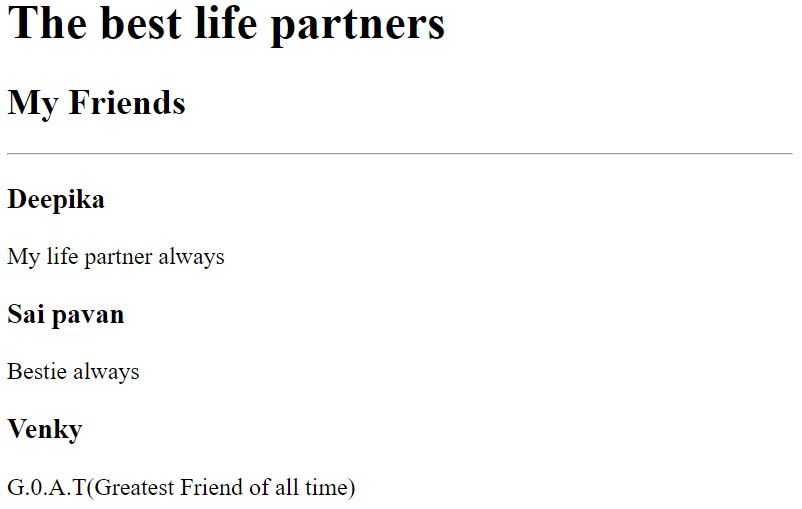 The best life partners
My Friends
Deepika
My life partner always
Sai pavan
Bestie always
Venky
G.0.A.T(Greatest Friend of all time)